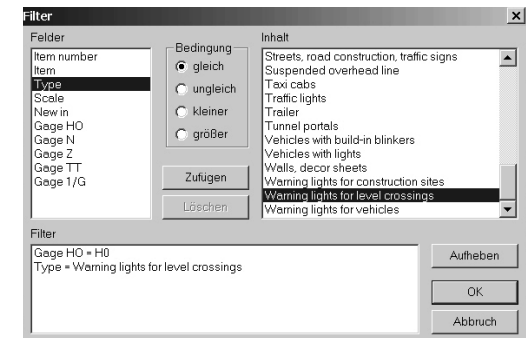 Filter
Felder
Item number
Item
Type
Scale
New in
Gage HO
Gage N
Gage Z
Gage TT
Gage 1/G
Bedingung
gleich
ungleich
kleiner
größer
Zufügen
Löschen
Inhalt
Streets, road construction, traffic signs
Suspended overhead line
Taxi cabs
Traffic lights
Trailer
Tunnel portals
Vehicles with build-in blinkers
Vehicles with lights
Walls, decor sheets
Warning lights for construction sites
Warning lights for level crossings
Warning lights for vehicles
Filter
Gage HO = H0
Type = Warning lights for level crossings
Aufheben
OK
Abbruch